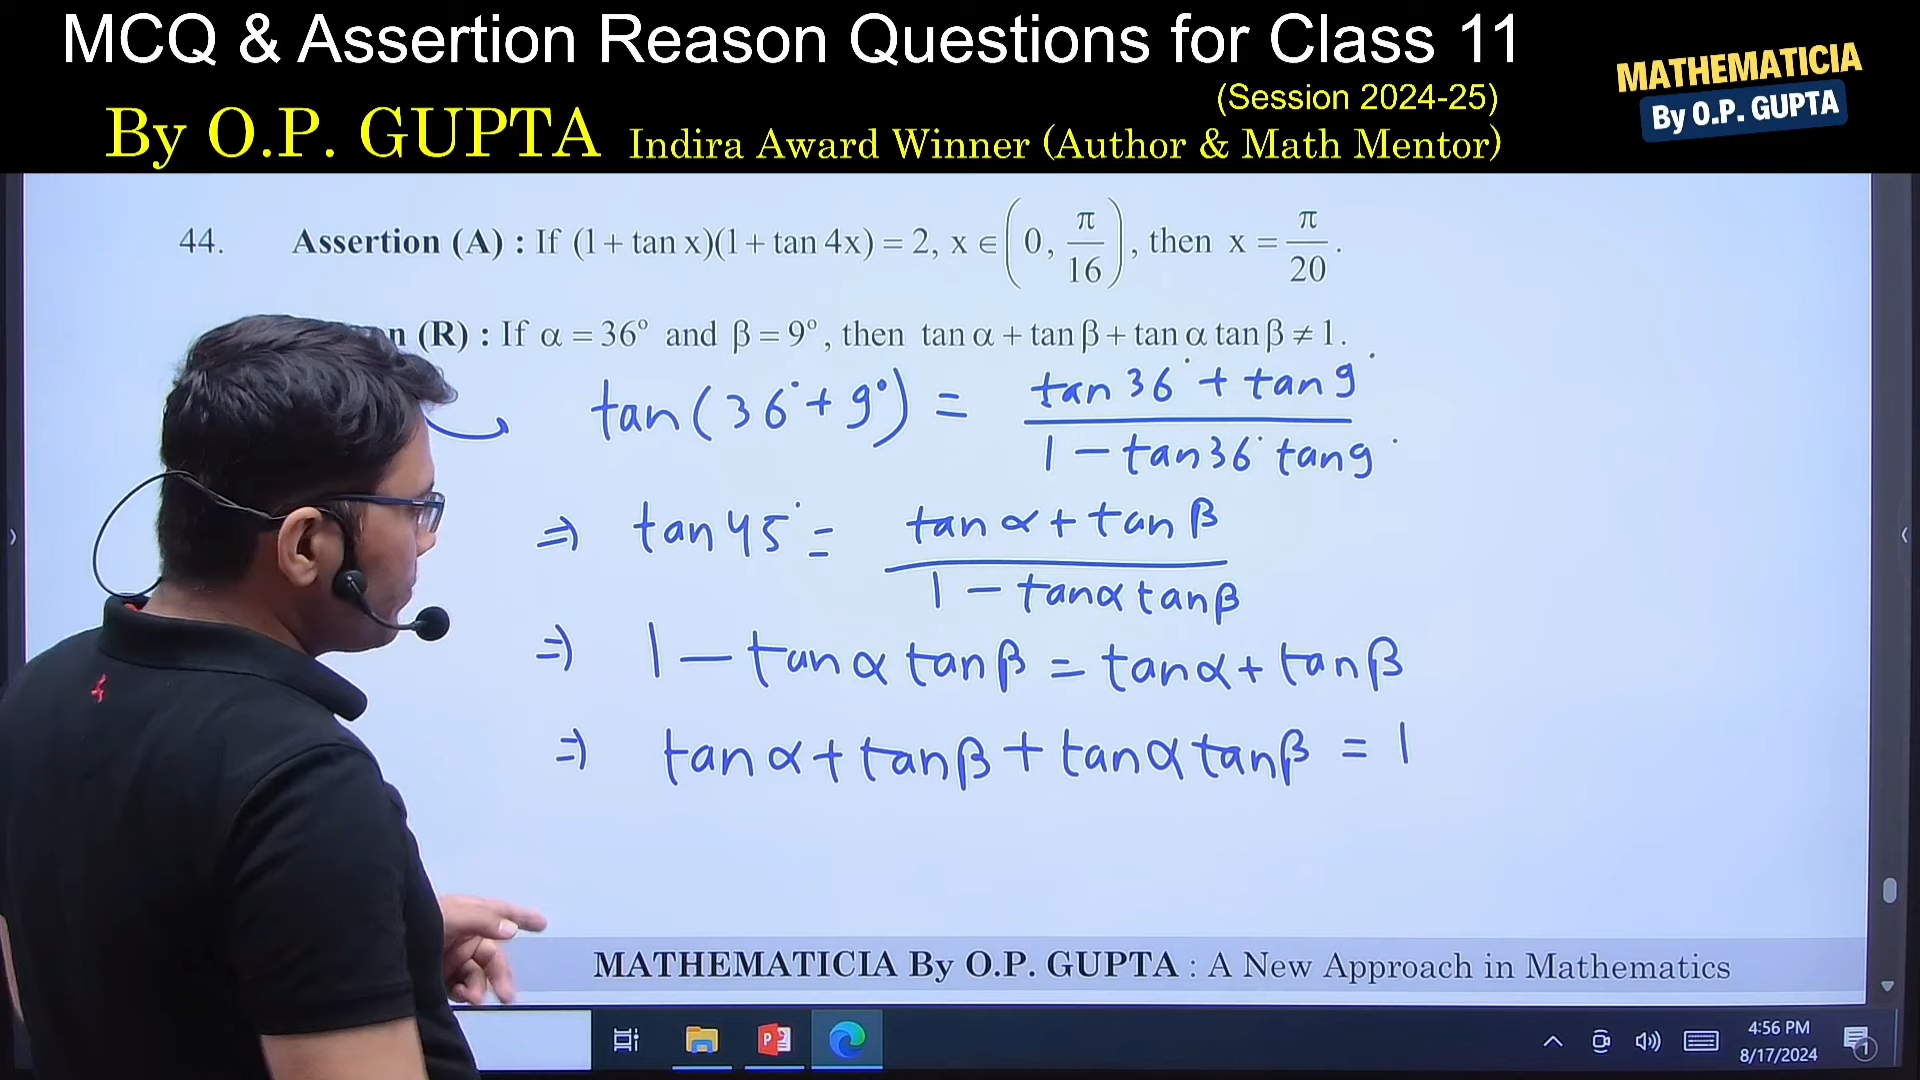 MCQ & Assertion Reason Questions for Class 11
(Session 2024-25)
By O.P. GUPTA Indira Award Winner (Author & Math Mentor)
MATHEMATICIA
By O.P. GUPTA
44. Assertion (A) : If (1 + tan x)(1 + tan 4x) = 2, x ∈ (0, π/16), then x = π/20.
n (R) : If α = 36° and β = 9°, then tan α + tan β + tan α tan β ≠ 1.
tan(36° + 9°) = (tan 36° + tan 9°)/(1 − tan 36° tan 9°)
⇒ tan 45° = (tan α + tan β)/(1 − tan α tan β)
⇒ 1 − tan α tan β = tan α + tan β
⇒ tan α + tan β + tan α tan β = 1
MATHEMATICIA By O.P. GUPTA : A New Approach in Mathematics
4:56 PM
8/17/2024
1